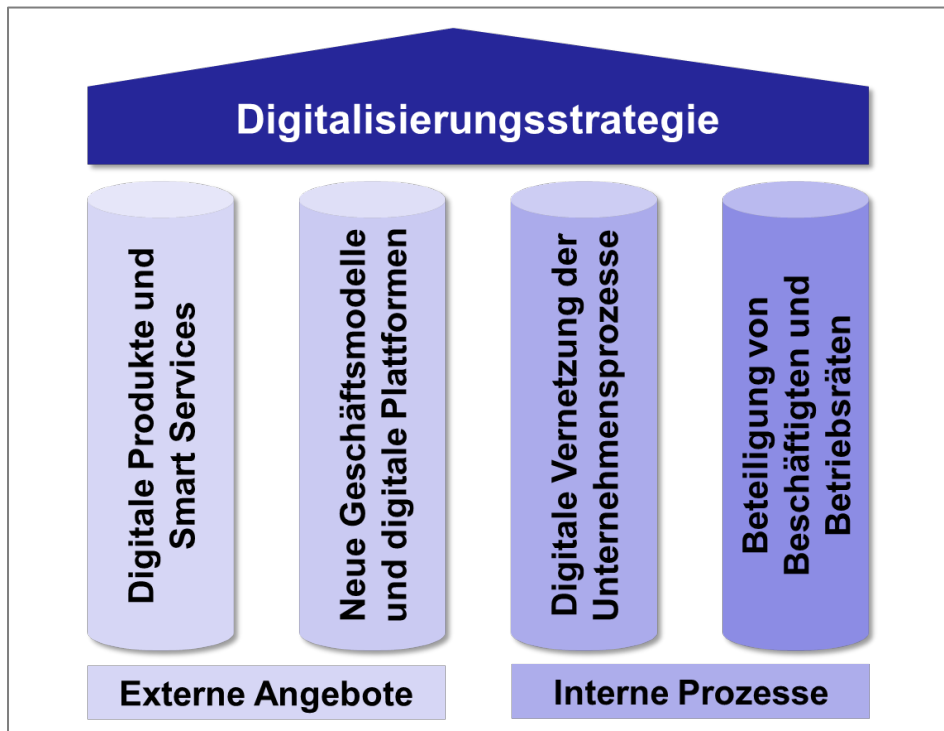 Digitalisierungsstrategie
Digitale Produkte und
Smart Services
Neue Geschäftsmodelle
und digitale Plattformen
Digitale Vernetzung der
Unternehmensprozesse
Beteiligung von
Beschäftigten und
Betriebsräten
Externe Angebote
Interne Prozesse